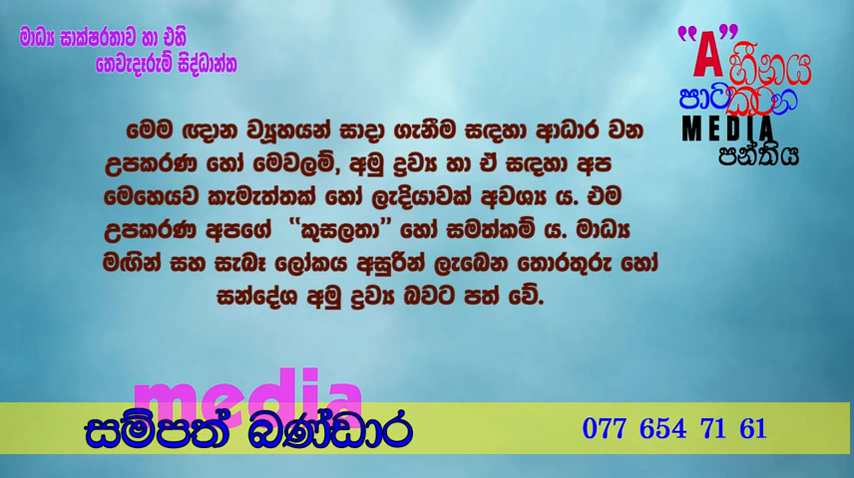 මාධ්‍ය සාක්ෂරතාව හා එහි
තෙවැදෑරුම් සිද්ධාන්ත
"A" හීනය
පාට කරන
MEDIA
පන්තිය
මෙම ඥාන ව්‍යූහයන් සාදා ගැනීම සඳහා ආධාර වන
උපකරණ හෝ මෙවලම්, අමු ද්‍රව්‍ය හා ඒ සඳහා අප
මෙහෙයව කැමැත්තක් හෝ ලැදියාවක් අවශ්‍ය ය. එම
උපකරණ අපගේ "කුසලතා" හෝ සමත්කම් ය. මාධ්‍ය
මඟින් සහ සැබෑ ලෝකය අසුරින් ලැබෙන තොරතුරු හෝ
සන්දේශ අමු ද්‍රව්‍ය බවට පත් වේ.
media
සම්පත් බණ්ඩාර
077 654 71 61